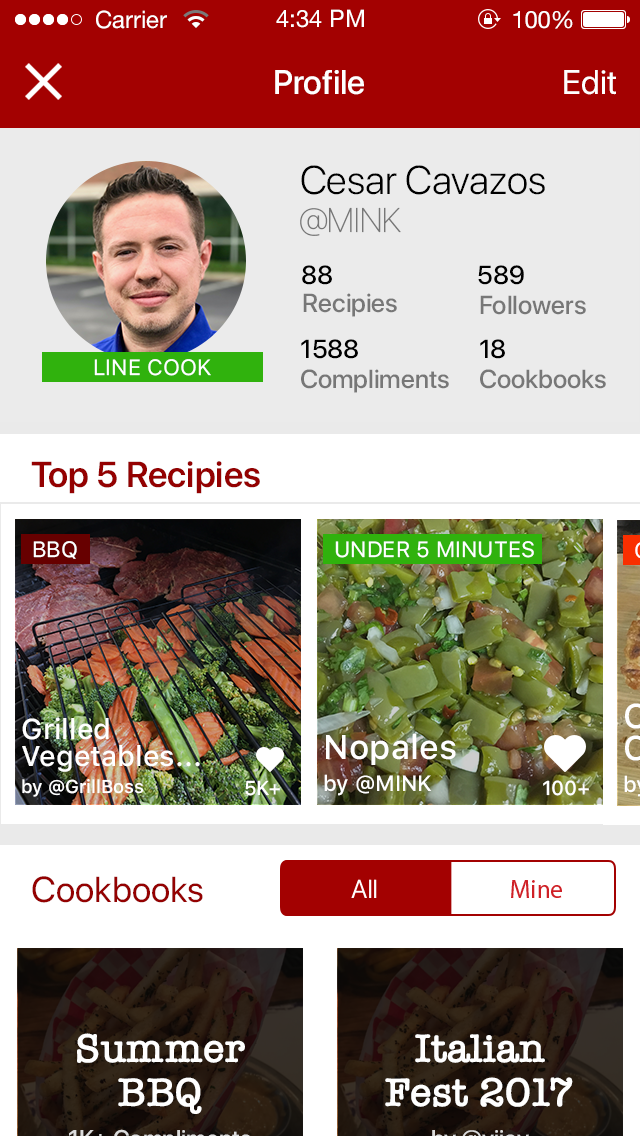 Carrier 4:34 PM 100%
Profile Edit
Cesar Cavazos
@MINK
88 589
Recipies Followers
1588 18
Compliments Cookbooks
LINE COOK
Top 5 Recipies
BBQ
Grilled
Vegetables...
by @GrillBoss 5K+
UNDER 5 MINUTES
Nopales
by @MINK 100+
by
Cookbooks All Mine
Summer
BBQ
1K+ Compliments
Italian
Fest 2017